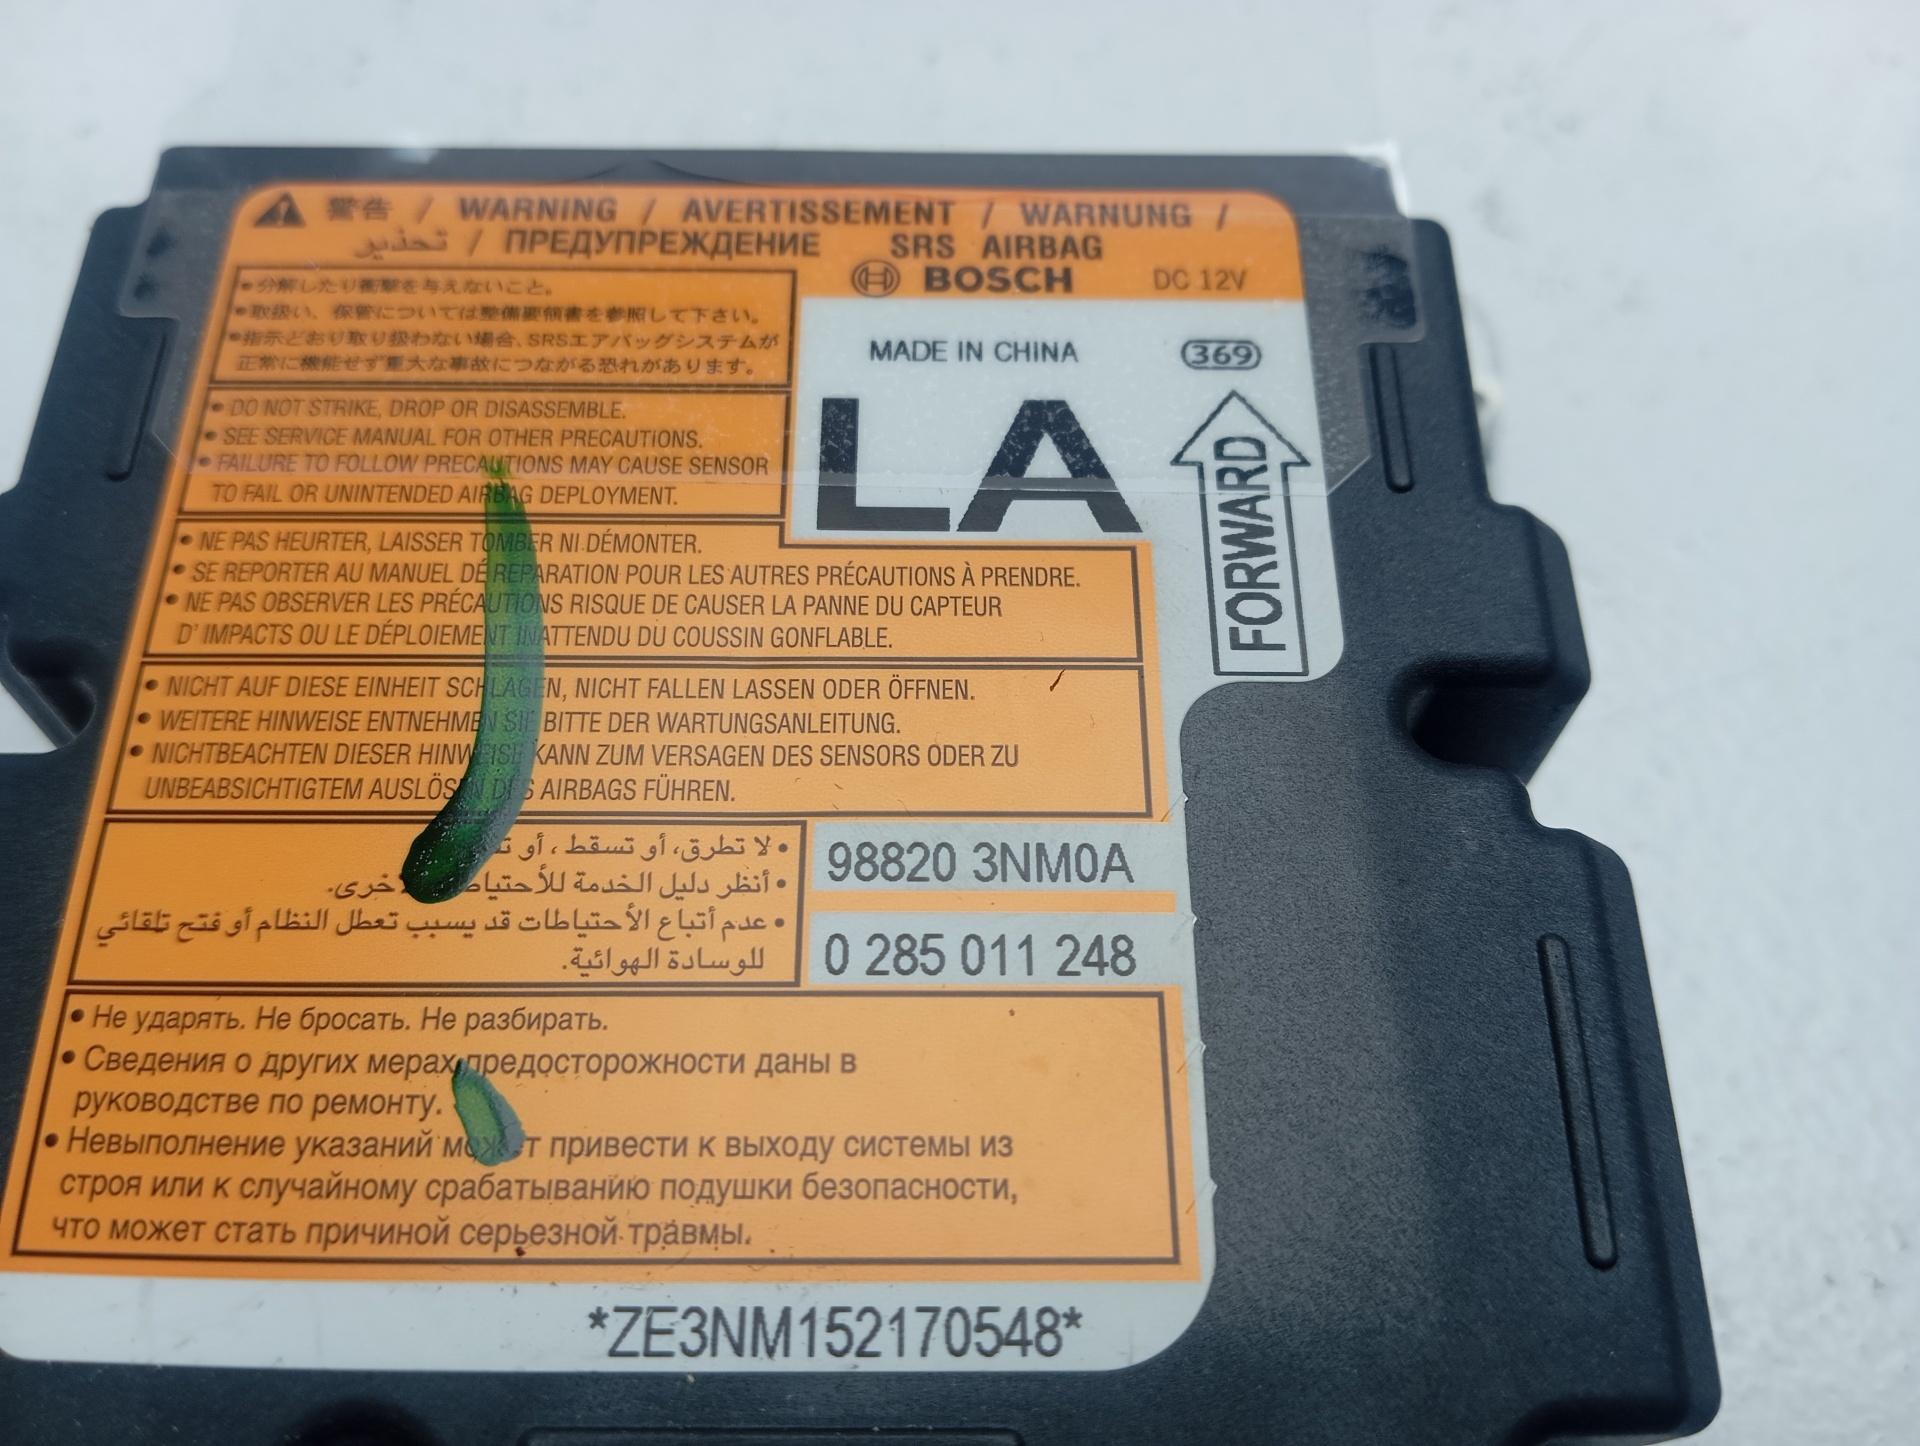 警告 / WARNING / AVERTISSEMENT / WARNUNG /
تحذير / ПРЕДУПРЕЖДЕНИЕ SRS AIRBAG
BOSCH DC 12V
•分解したり衝撃を与えないこと。
•取扱い、保管については整備要領書を参照して下さい。
•指示どおり取り扱わない場合、SRSエアバッグシステムが
正常に機能せず重大な事故につながる恐れがあります。
MADE IN CHINA 369
LA
FORWARD
• DO NOT STRIKE, DROP OR DISASSEMBLE.
• SEE SERVICE MANUAL FOR OTHER PRECAUTIONS.
• FAILURE TO FOLLOW PRECAUTIONS MAY CAUSE SENSOR
TO FAIL OR UNINTENDED AIRBAG DEPLOYMENT.
• NE PAS HEURTER, LAISSER TOMBER NI DÉMONTER.
• SE REPORTER AU MANUEL DE RÉPARATION POUR LES AUTRES PRÉCAUTIONS À PRENDRE.
• NE PAS OBSERVER LES PRÉCAUTIONS RISQUE DE CAUSER LA PANNE DU CAPTEUR
D' IMPACTS OU LE DÉPLOIEMENT INATTENDU DU COUSSIN GONFLABLE.
• NICHT AUF DIESE EINHEIT SCHLAGEN, NICHT FALLEN LASSEN ODER ÖFFNEN.
• WEITERE HINWEISE ENTNEHMEN SIE BITTE DER WARTUNGSANLEITUNG.
• NICHTBEACHTEN DIESER HINWEISE KANN ZUM VERSAGEN DES SENSORS ODER ZU
UNBEABSICHTIGTEM AUSLÖSEN DES AIRBAGS FÜHREN.
• لا تطرق، أو تسقط ، أو
• أنظر دليل الخدمة للأحتياطات الأخرى.
• عدم أتباع الأحتياطات قد يسبب تعطل النظام أو فتح تلقائي
للوسادة الهوائية.
98820 3NM0A
0 285 011 248
• Не ударять. Не бросать. Не разбирать.
• Сведения о других мерах предосторожности даны в
руководстве по ремонту.
• Невыполнение указаний может привести к выходу системы из
строя или к случайному срабатыванию подушки безопасности,
что может стать причиной серьезной травмы.
*ZE3NM152170548*